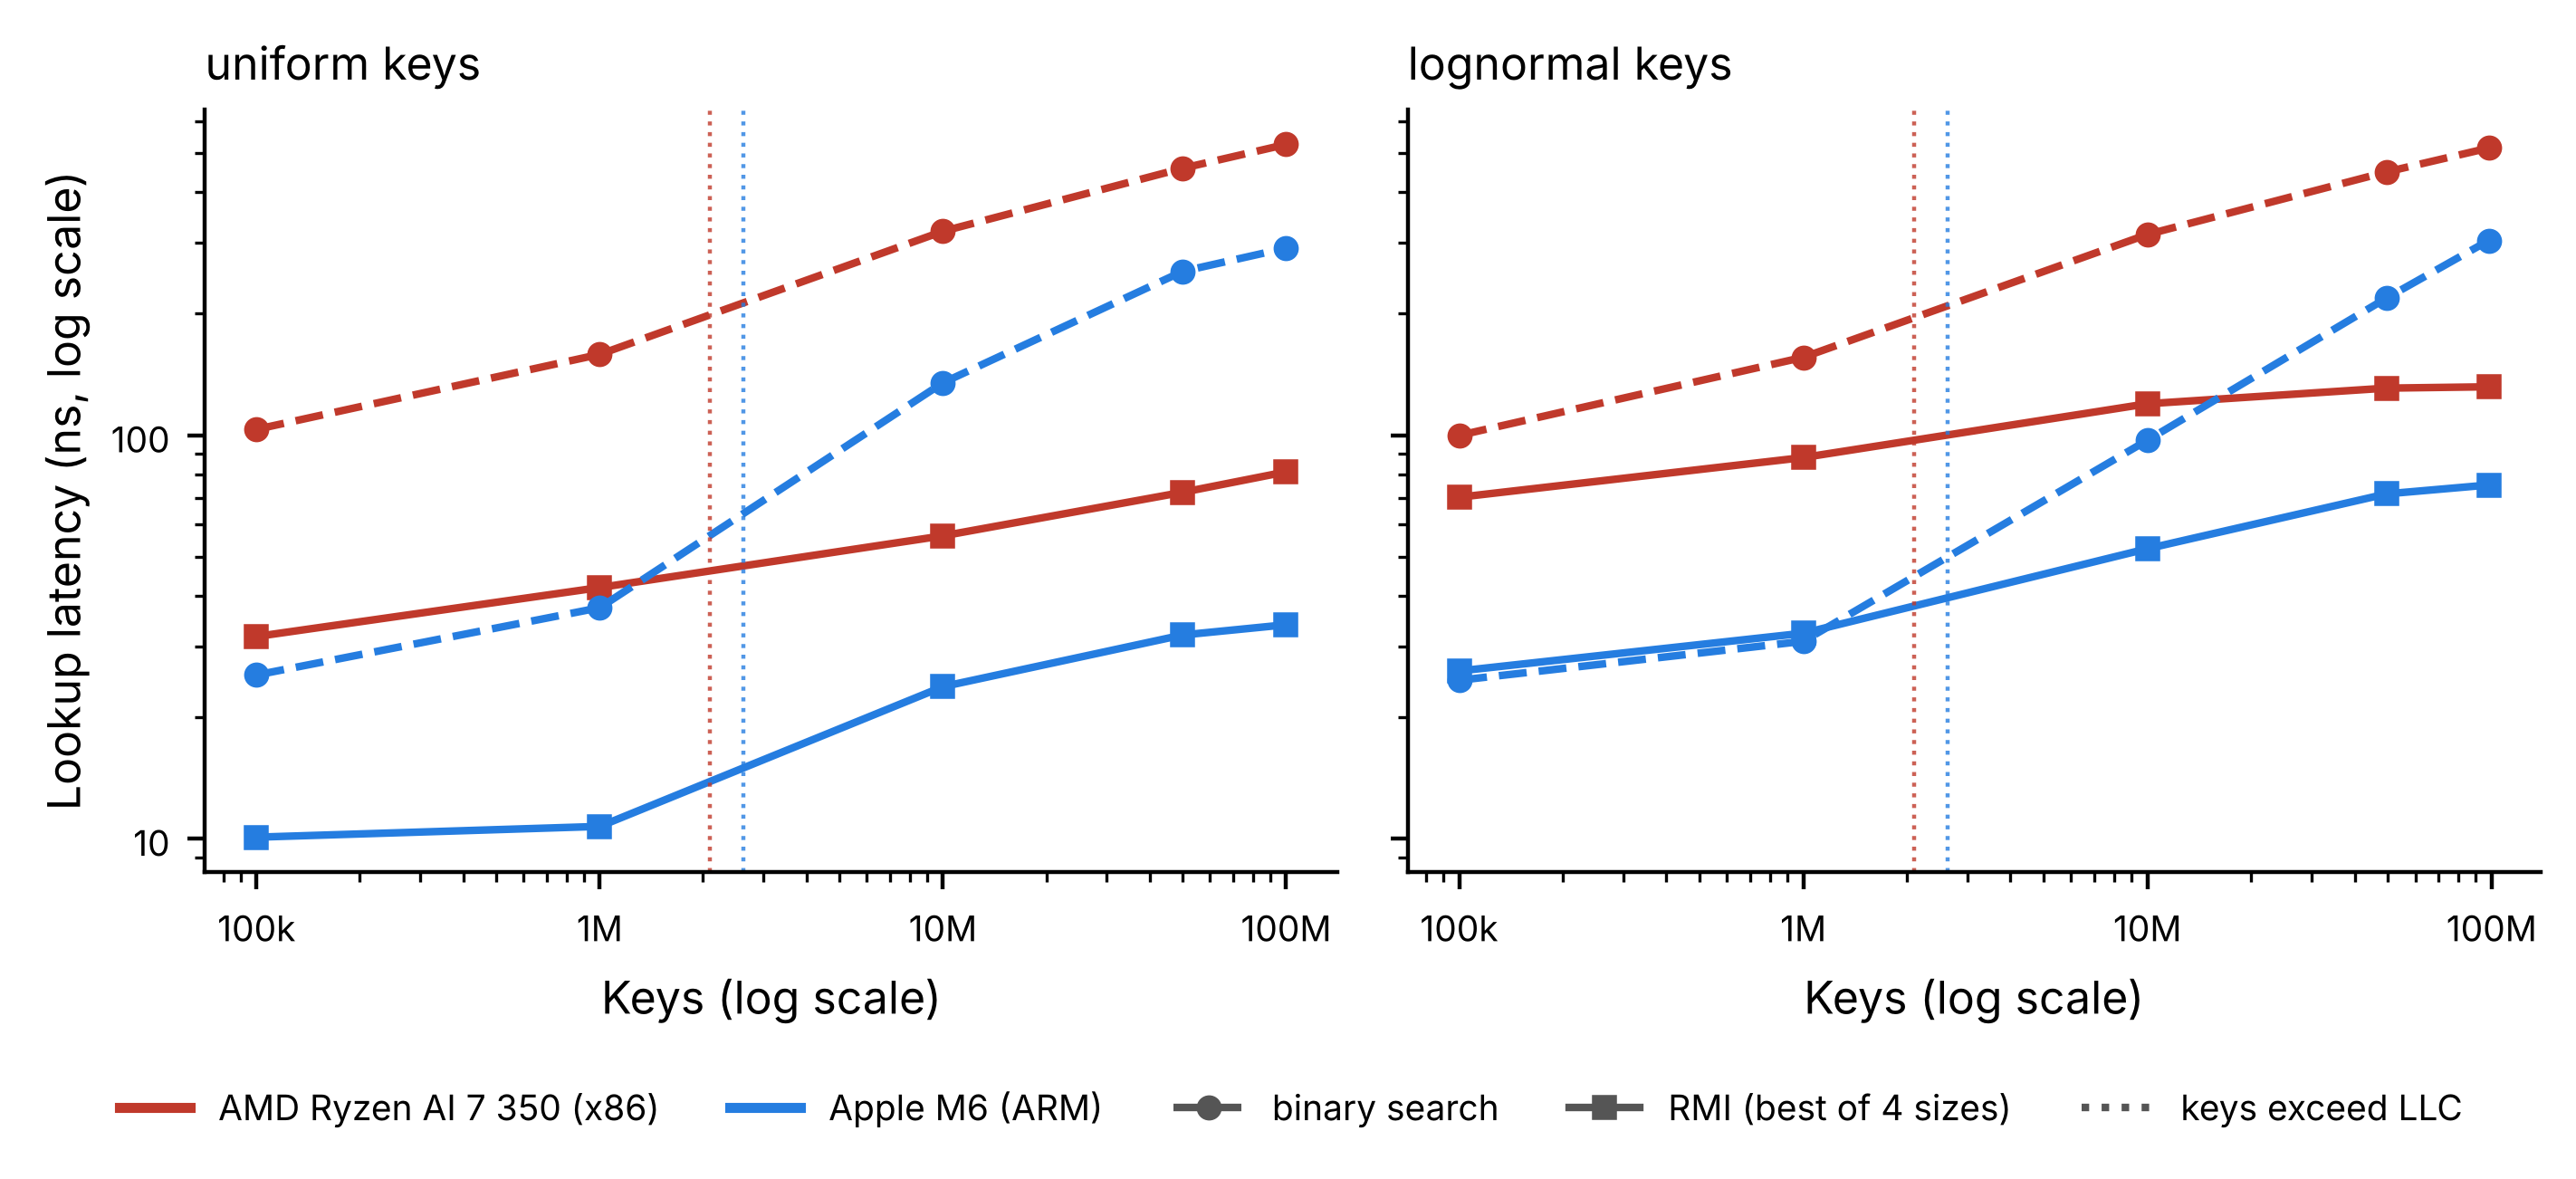 uniform keys
lognormal keys
Lookup latency (ns, log scale)
100
10
100k 1M 10M 100M
100k 1M 10M 100M
Keys (log scale)
Keys (log scale)
AMD Ryzen AI 7 350 (x86) Apple M6 (ARM) binary search RMI (best of 4 sizes) keys exceed LLC